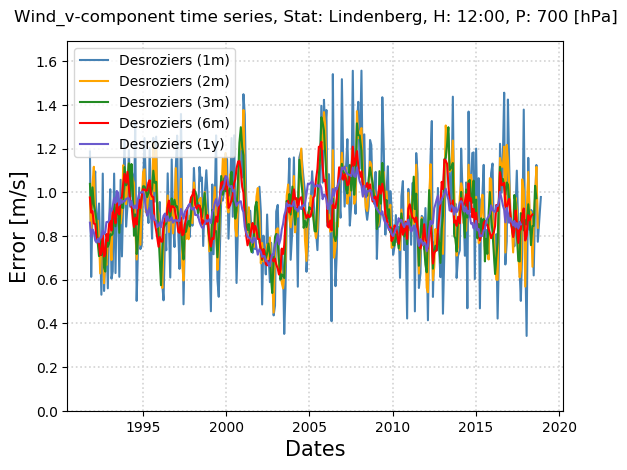 Wind_v-component time series, Stat: Lindenberg, H: 12:00, P: 700 [hPa]
Desroziers (1m)
Desroziers (2m)
Desroziers (3m)
Desroziers (6m)
Desroziers (1y)
Error [m/s]
1.6
1.4
1.2
1.0
0.8
0.6
0.4
0.2
0.0
1995 2000 2005 2010 2015 2020
Dates